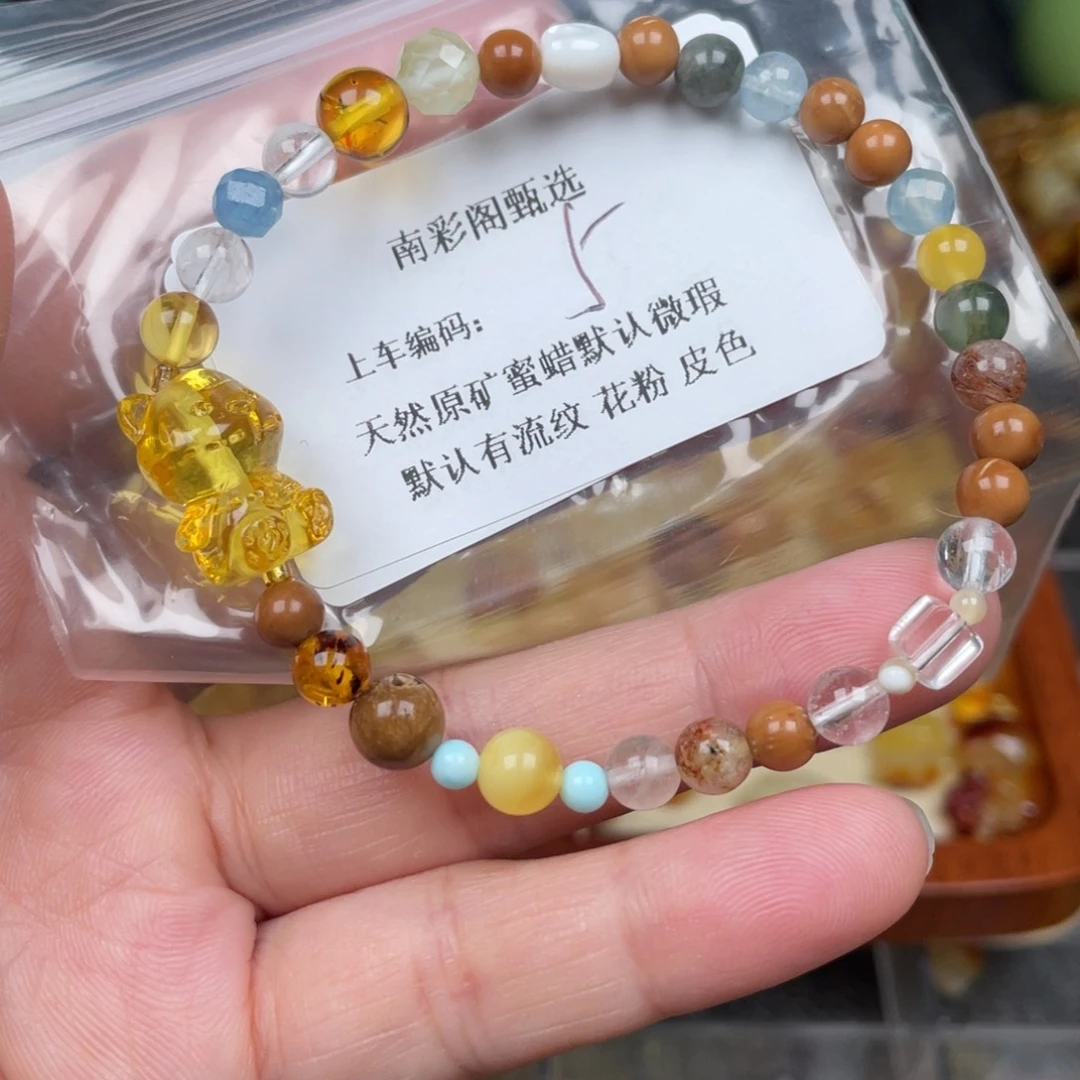 南彩阁甄选
上车编码：
天然原矿蜜蜡默认微瑕
默认有流纹 花粉 皮色